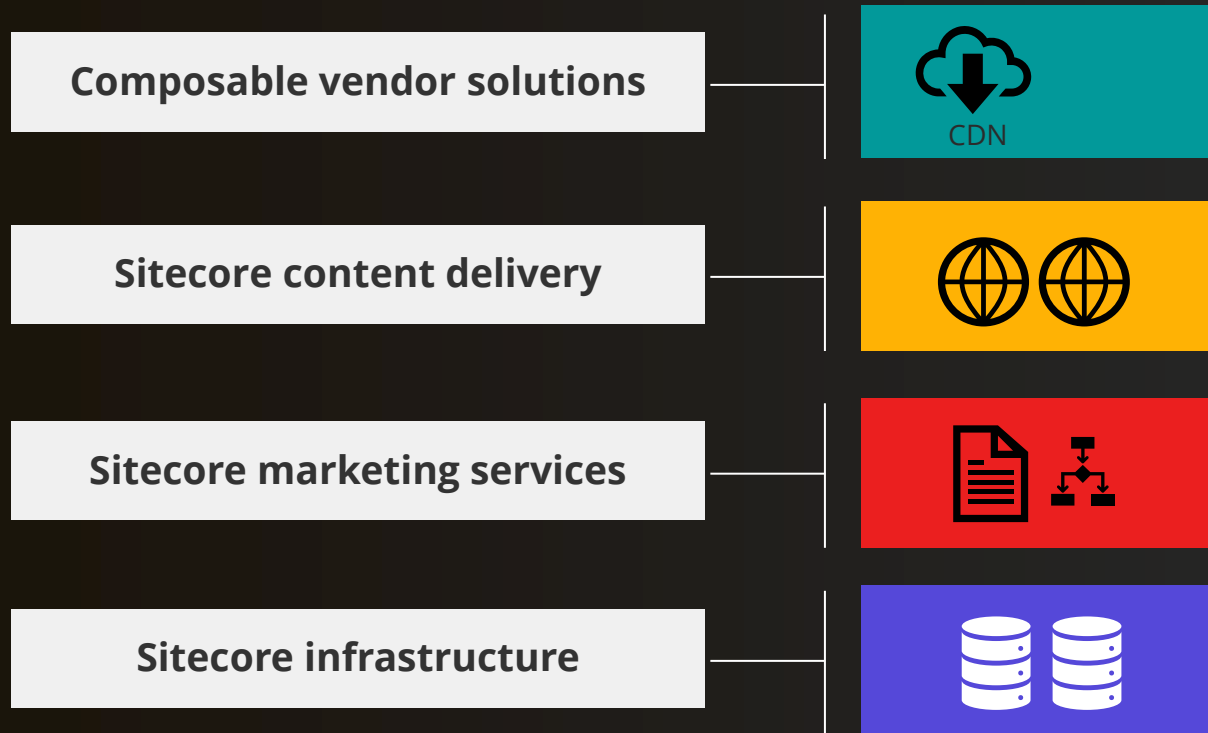 Composable vendor solutions
CDN
Sitecore content delivery
Sitecore marketing services
Sitecore infrastructure